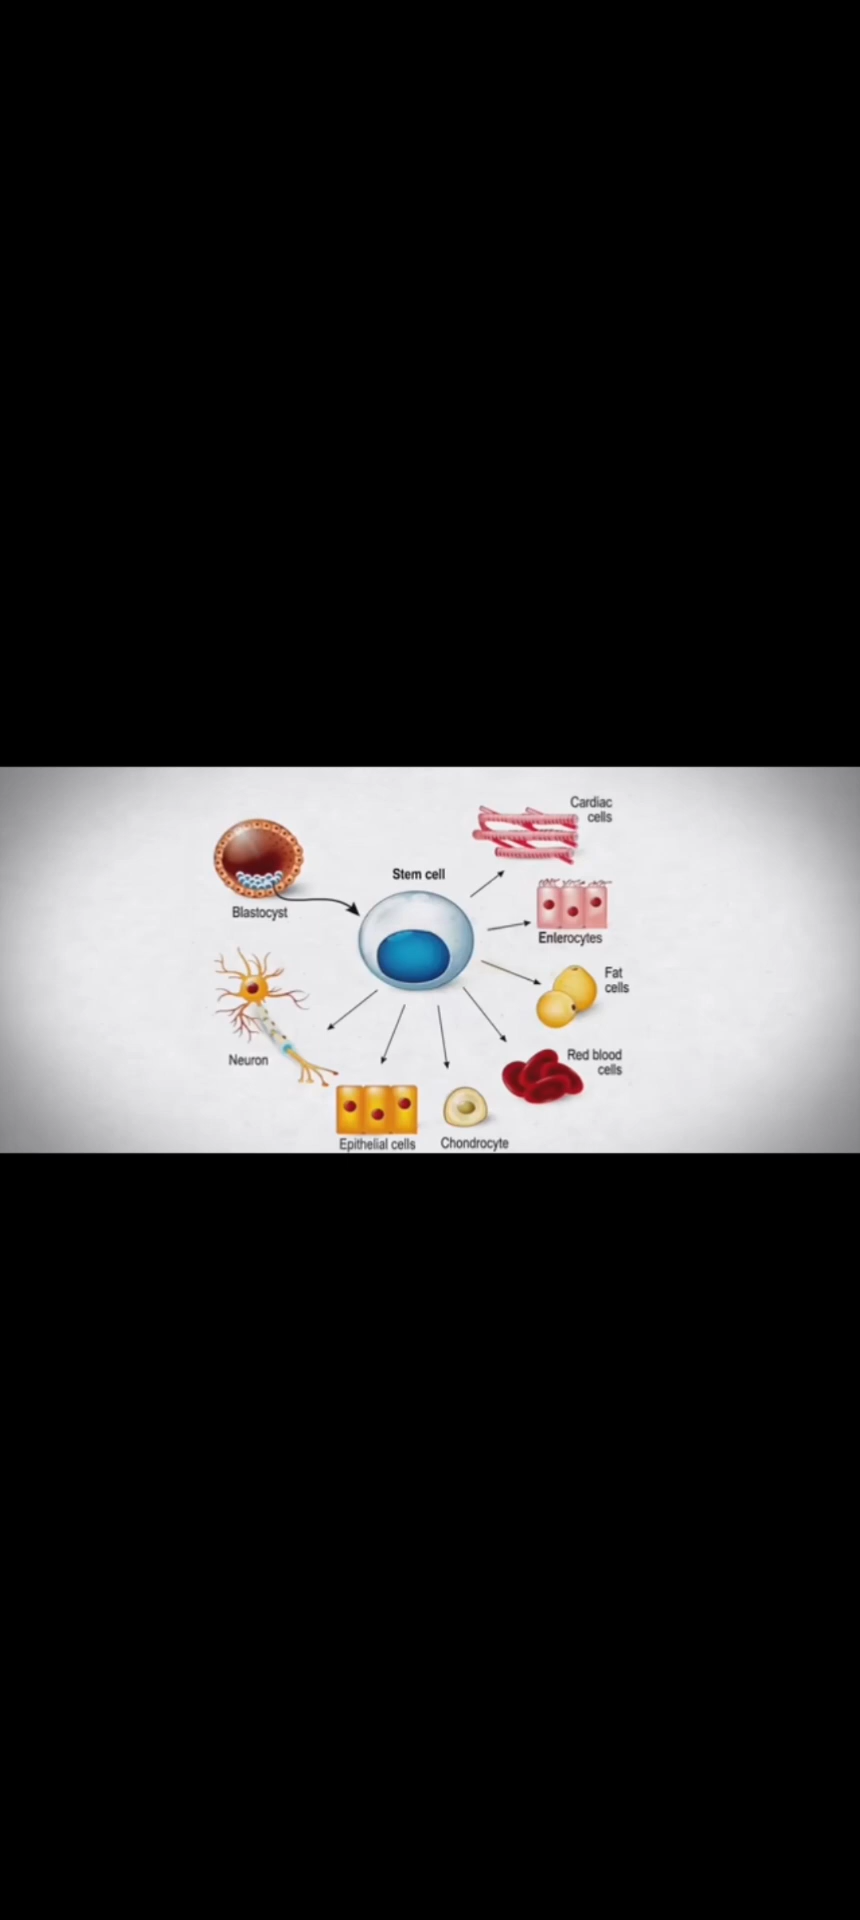 Cardiac
cells
Stem cell
Blastocyst
Enlerocytes
Fat
cells
Neuron
Red blood
cells
Epithelial cells
Chondrocyte